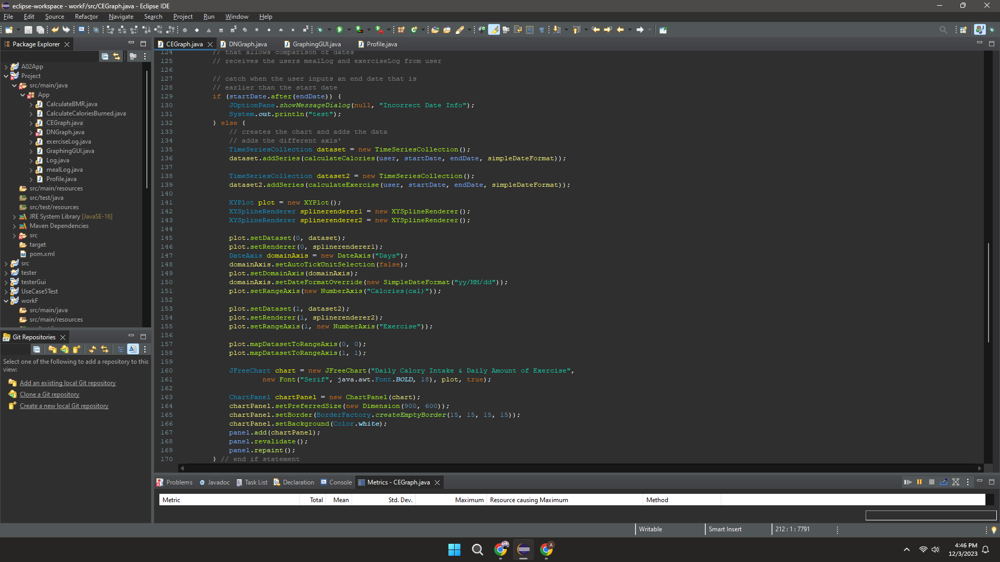 eclipse-workspace - workF/src/CEGraph.java - Eclipse IDE
File Edit Source Refactor Navigate Search Project Run Window Help
Package Explorer
CEGraph.java DNGraph.java GraphingGUI.java Profile.java
A02App
Project
src/main/java
App
CalculateBMR.java
CalculateCaloriesBurned.java
CEGraph.java
DNGraph.java
exerciseLog.java
GraphingGUI.java
Log.java
mealLog.java
Profile.java
src/main/resources
src/test/java
src/test/resources
JRE System Library [JavaSE-16]
Maven Dependencies
src
target
pom.xml
src
tester
testerGui
UseCase5Test
workF
src/main/java
src/main/resources
Git Repositories
Select one of the following to add a repository to this
view:
Add an existing local Git repository
Clone a Git repository
Create a new local Git repository
124 // that allows comparison of dates
125 // receives the users mealLog and exerciseLog from user
126
127 // catch when the user inputs an end date that is
128 // earlier than the start date
129 if (startDate.after(endDate)) {
130 JOptionPane.showMessageDialog(null, "Incorrect Date Info");
131 System.out.println("test");
132 } else {
133 // creates the chart and adds the data
134 // adds the different axis'
135 TimeSeriesCollection dataset = new TimeSeriesCollection();
136 dataset.addSeries(calculateCalories(user, startDate, endDate, simpleDateFormat));
137
138 TimeSeriesCollection dataset2 = new TimeSeriesCollection();
139 dataset2.addSeries(calculateExercise(user, startDate, endDate, simpleDateFormat));
140
141 XYPlot plot = new XYPlot();
142 XYSplineRenderer splinerenderer1 = new XYSplineRenderer();
143 XYSplineRenderer splinerenderer2 = new XYSplineRenderer();
144
145 plot.setDataset(0, dataset);
146 plot.setRenderer(0, splinerenderer1);
147 DateAxis domainAxis = new DateAxis("Days");
148 domainAxis.setAutoTickUnitSelection(false);
149 plot.setDomainAxis(domainAxis);
150 domainAxis.setDateFormatOverride(new SimpleDateFormat("yy/MM/dd"));
151 plot.setRangeAxis(new NumberAxis("Calories(cal)"));
152
153 plot.setDataset(1, dataset2);
154 plot.setRenderer(1, splinerenderer2);
155 plot.setRangeAxis(1, new NumberAxis("Exercise"));
156
157 plot.mapDatasetToRangeAxis(0, 0);
158 plot.mapDatasetToRangeAxis(1, 1);
159
160 JFreeChart chart = new JFreeChart("Daily Calory Intake & Daily Amount of Exercise",
161 new Font("Serif", java.awt.Font.BOLD, 18), plot, true);
162
163 ChartPanel chartPanel = new ChartPanel(chart);
164 chartPanel.setPreferredSize(new Dimension(900, 600));
165 chartPanel.setBorder(BorderFactory.createEmptyBorder(15, 15, 15, 15));
166 chartPanel.setBackground(Color.white);
167 panel.add(chartPanel);
168 panel.revalidate();
169 panel.repaint();
170 } // end if statement
Problems Javadoc Task List Declaration Console Metrics - CEGraph.java
Metric Total Mean Std. Dev. Maximum Resource causing Maximum Method
Writable Smart Insert 212 : 1 : 7791
4:46 PM
12/3/2023